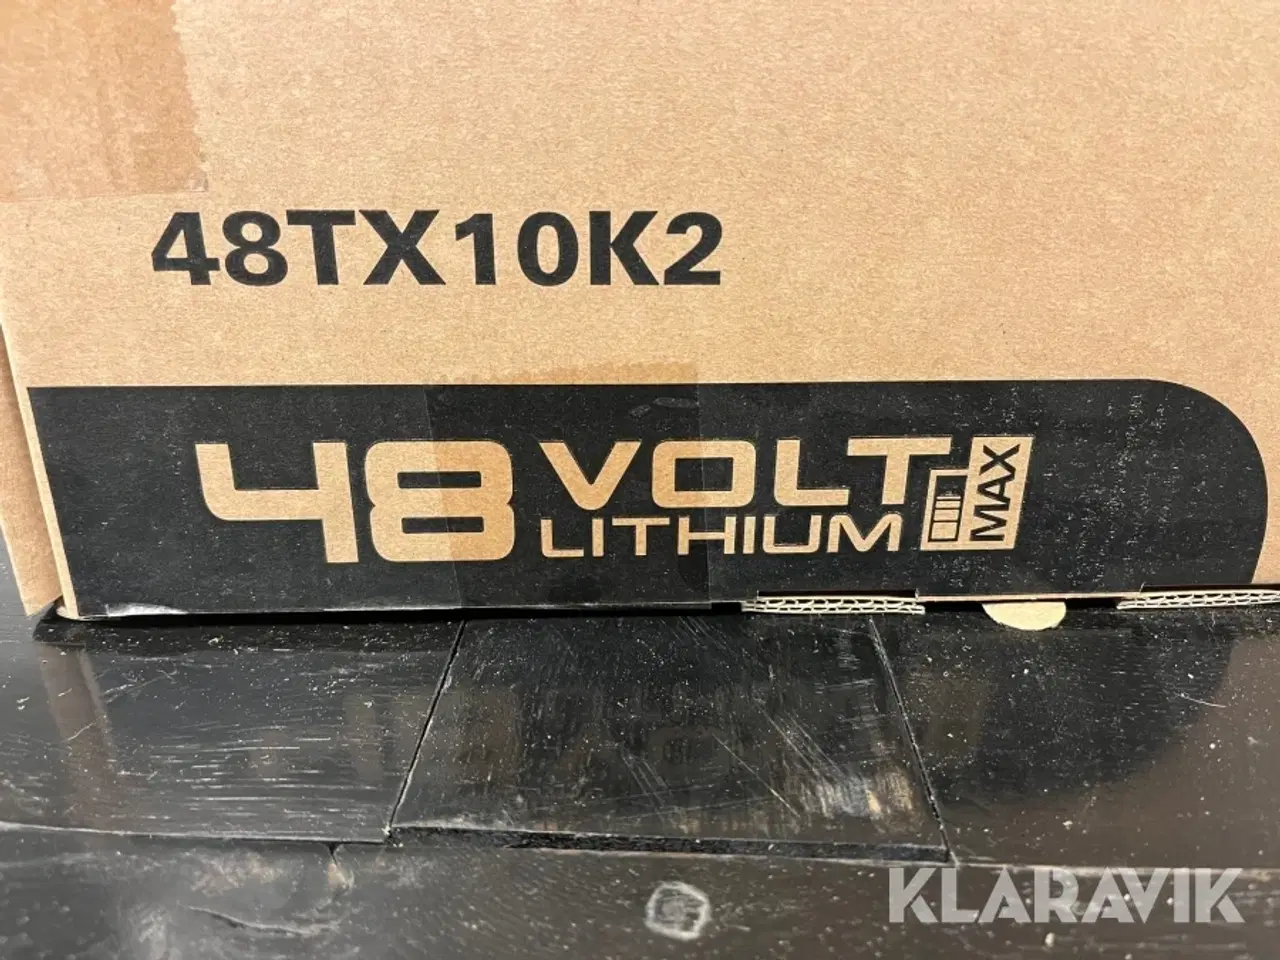 48TX10K2
48 VOLT
LITHIUM
MAX
KLARAVIK